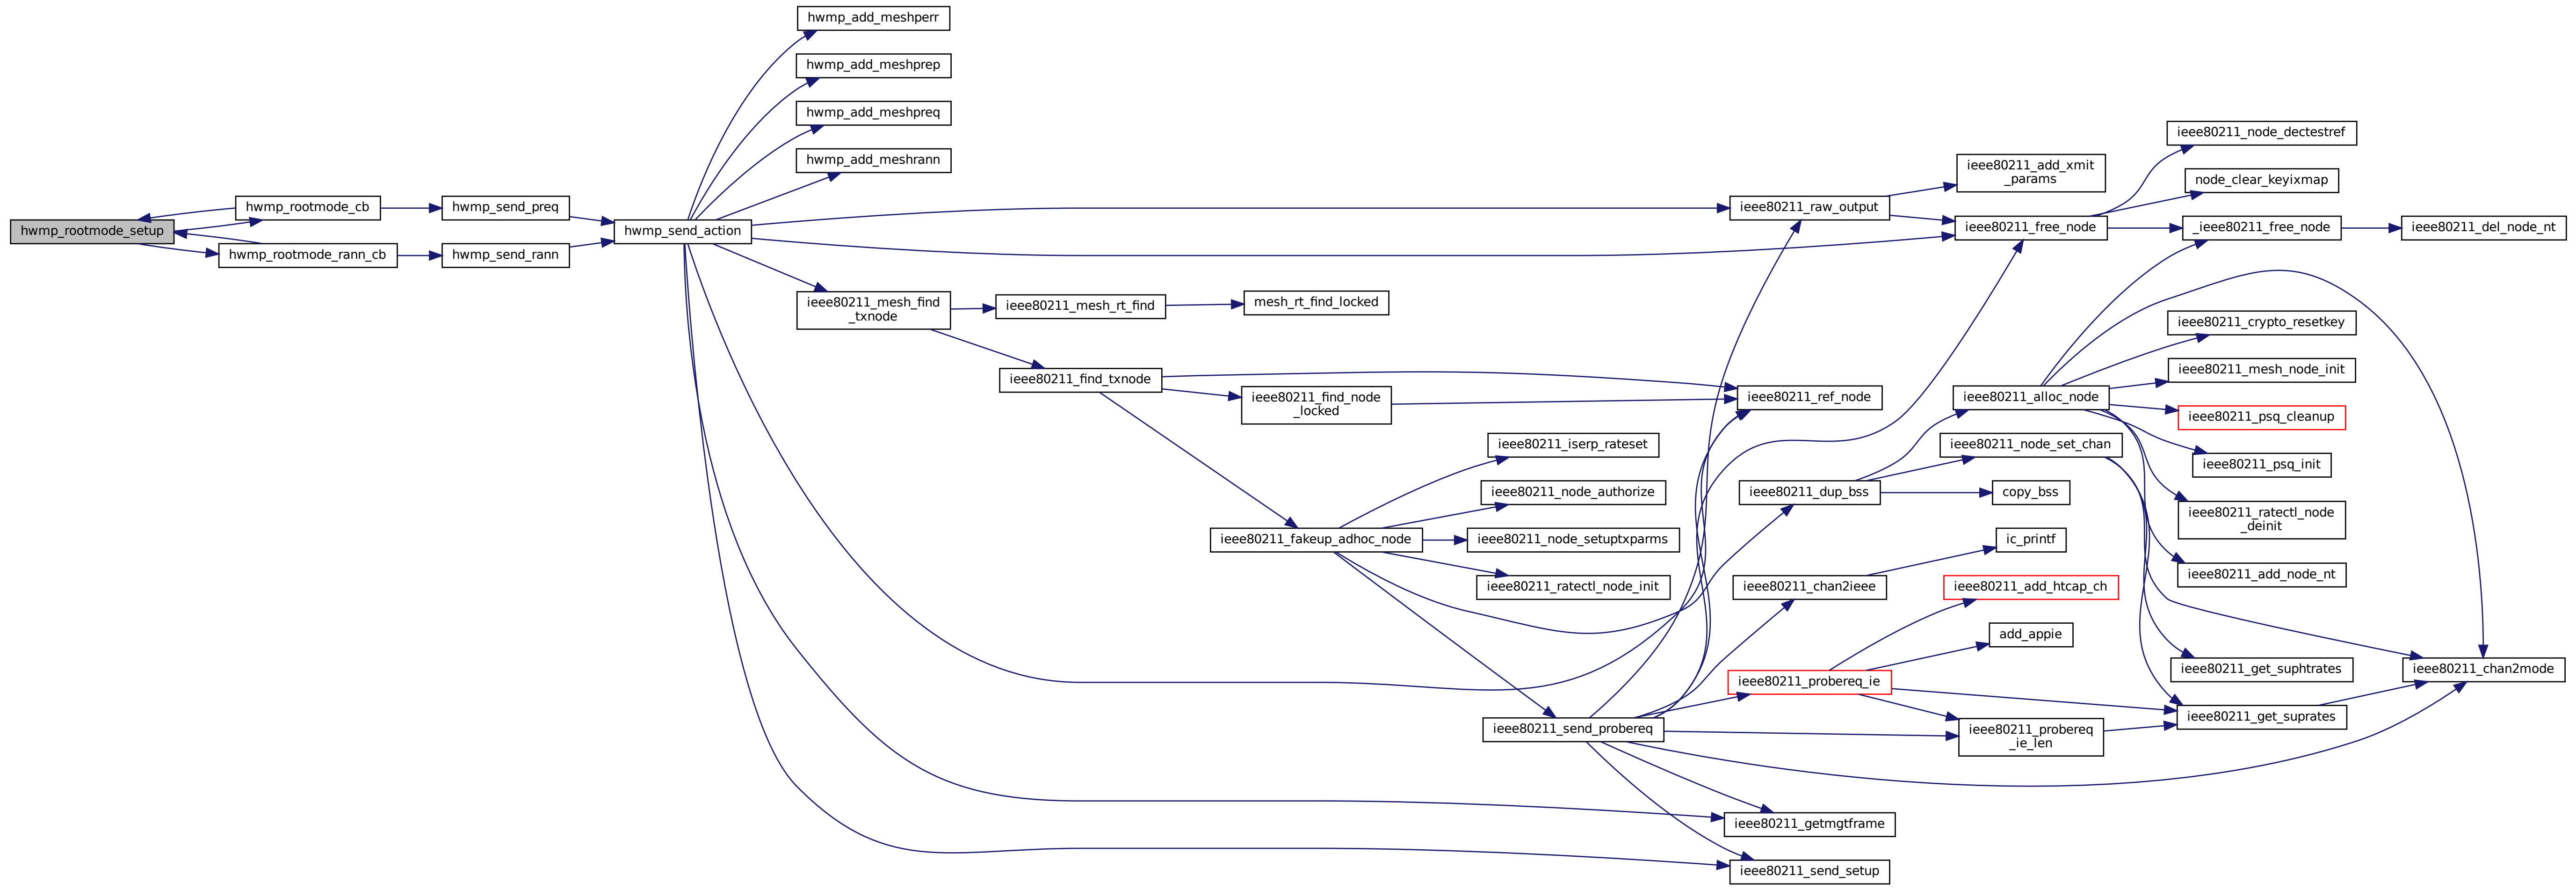 hwmp_rootmode_setup
hwmp_rootmode_cb
hwmp_rootmode_rann_cb
hwmp_send_preq
hwmp_send_rann
hwmp_send_action
hwmp_add_meshperr
hwmp_add_meshprep
hwmp_add_meshpreq
hwmp_add_meshrann
ieee80211_mesh_find
_txnode
ieee80211_mesh_rt_find
mesh_rt_find_locked
ieee80211_find_txnode
ieee80211_find_node
_locked
ieee80211_fakeup_adhoc_node
ieee80211_iserp_rateset
ieee80211_node_authorize
ieee80211_node_setuptxparms
ieee80211_ratectl_node_init
ieee80211_send_probereq
ieee80211_raw_output
ieee80211_ref_node
ieee80211_dup_bss
ieee80211_chan2ieee
ieee80211_probereq_ie
ieee80211_getmgtframe
ieee80211_send_setup
ieee80211_add_xmit
_params
ieee80211_free_node
ieee80211_alloc_node
ieee80211_node_set_chan
copy_bss
ic_printf
ieee80211_add_htcap_ch
add_appie
ieee80211_probereq
_ie_len
ieee80211_node_dectestref
node_clear_keyixmap
_ieee80211_free_node
ieee80211_crypto_resetkey
ieee80211_mesh_node_init
ieee80211_psq_cleanup
ieee80211_psq_init
ieee80211_ratectl_node
_deinit
ieee80211_add_node_nt
ieee80211_get_suphtrates
ieee80211_get_suprates
ieee80211_del_node_nt
ieee80211_chan2mode